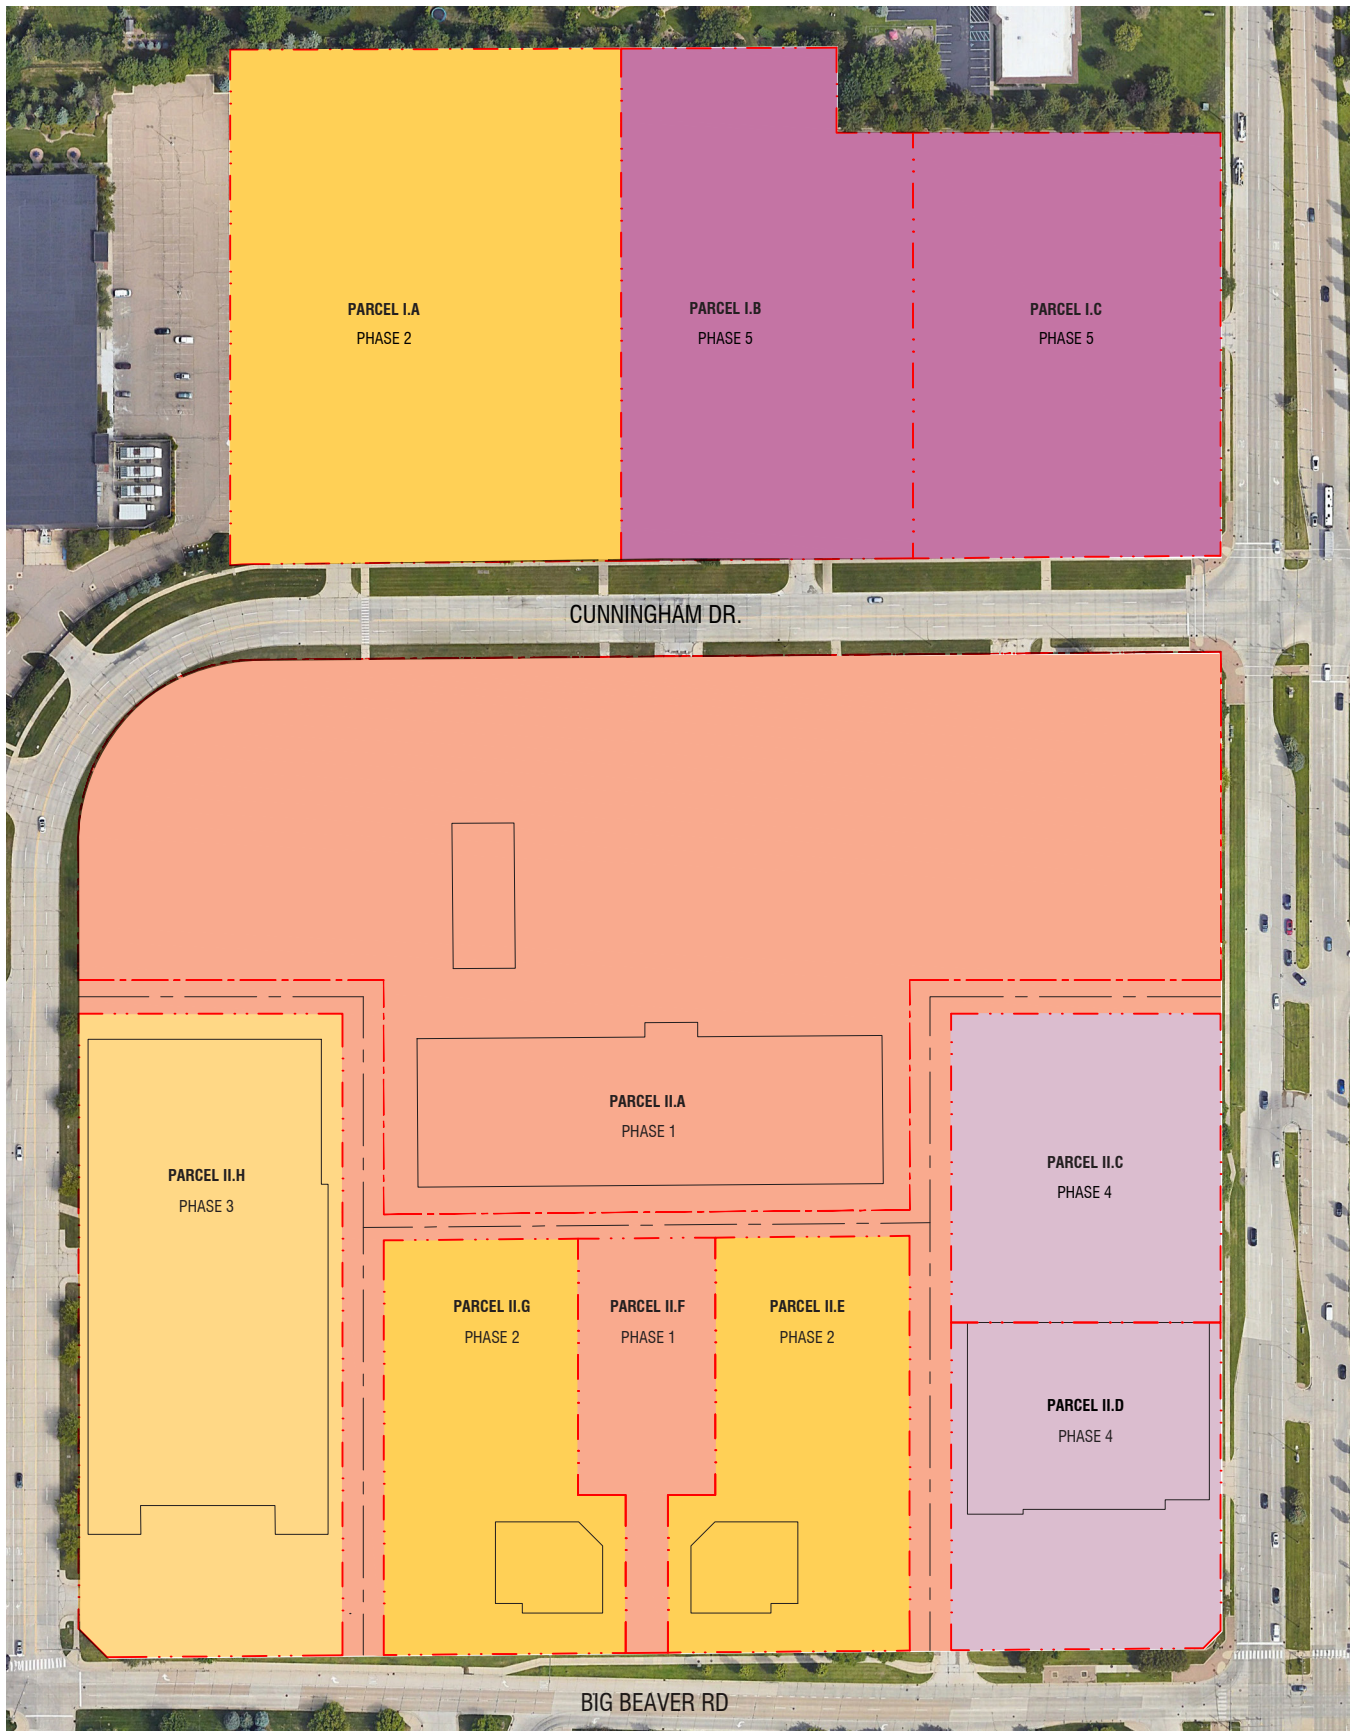 PARCEL I.A
PHASE 2
PARCEL I.B
PHASE 5
PARCEL I.C
PHASE 5
CUNNINGHAM DR.
PARCEL II.A
PHASE 1
PARCEL II.H
PHASE 3
PARCEL II.C
PHASE 4
PARCEL II.G
PHASE 2
PARCEL II.F
PHASE 1
PARCEL II.E
PHASE 2
PARCEL II.D
PHASE 4
BIG BEAVER RD